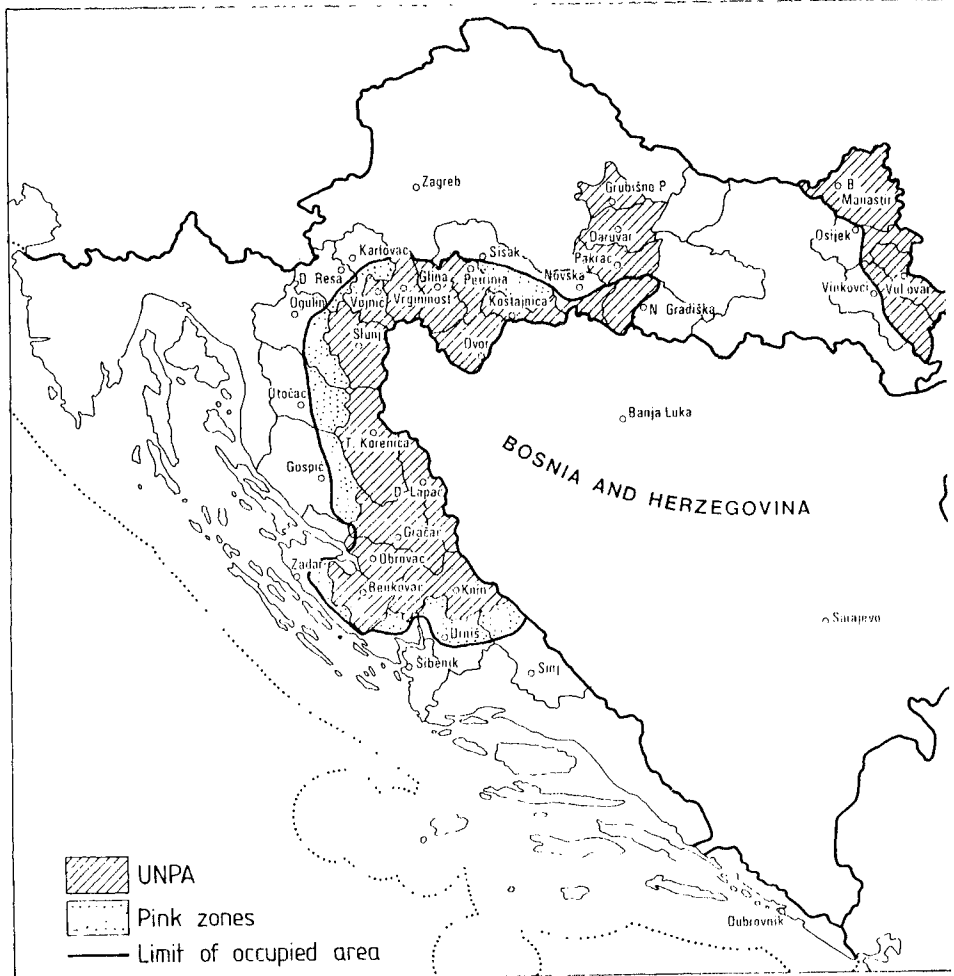 Zagreb
Grubišno P
B
Manastir
Daruvar
Osijek
Karlovac
Sisak
Pakrac
D Resa
Glina
Petrinia
Novska
Vinkovci
Vukovar
Ogulin
Vojnić
Vrginmost
Kostajnica
N. Gradiška
Slunj
Dvor
Otočac
Banja Luka
T. Korenica
BOSNIA AND HERZEGOVINA
Gospić
D. Lapac
Gračac
Obrovac
Zadar
Benkovac
Knin
Sarajevo
Drniš
Šibenik
Sinj
Dubrovnik
UNPA
Pink zones
Limit of occupied area